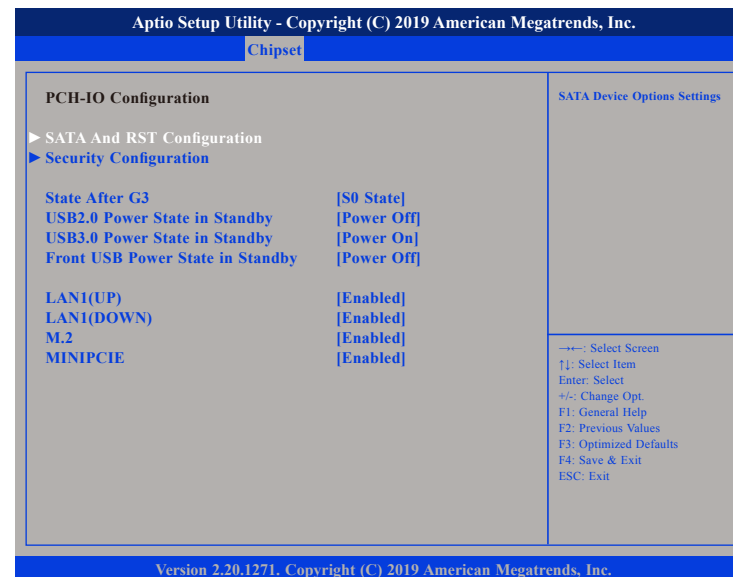 Aptio Setup Utility - Copyright (C) 2019 American Megatrends, Inc.
Chipset
PCH-IO Configuration
► SATA And RST Configuration
► Security Configuration
State After G3 [S0 State]
USB2.0 Power State in Standby [Power Off]
USB3.0 Power State in Standby [Power On]
Front USB Power State in Standby [Power Off]
LAN1(UP) [Enabled]
LAN1(DOWN) [Enabled]
M.2 [Enabled]
MINIPCIE [Enabled]
SATA Device Options Settings
→←: Select Screen
↑↓: Select Item
Enter: Select
+/-: Change Opt.
F1: General Help
F2: Previous Values
F3: Optimized Defaults
F4: Save & Exit
ESC: Exit
Version 2.20.1271. Copyright (C) 2019 American Megatrends, Inc.